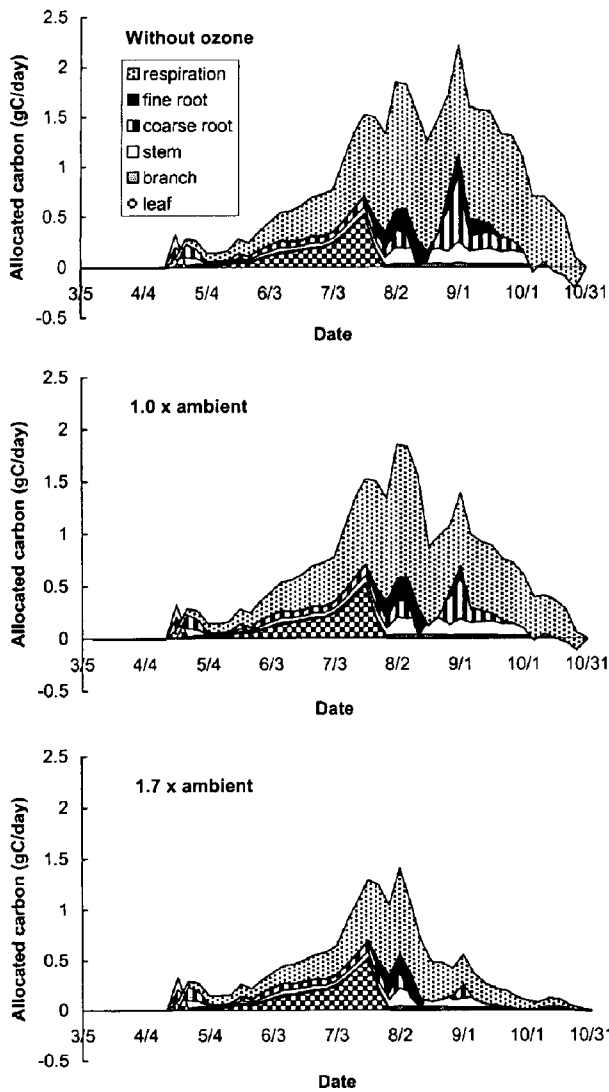 Without ozone
respiration
fine root
coarse root
stem
branch
leaf
Allocated carbon (gC/day)
2.5
2
1.5
1
0.5
0
-0.5
3/5 4/4 5/4 6/3 7/3 8/2 9/1 10/1 10/31
Date
1.0 x ambient
Allocated carbon (gC/day)
2.5
2
1.5
1
0.5
0
-0.5
3/5 4/4 5/4 6/3 7/3 8/2 9/1 10/1 10/31
Date
1.7 x ambient
Allocated carbon (gC/day)
2.5
2
1.5
1
0.5
0
-0.5
3/5 4/4 5/4 6/3 7/3 8/2 9/1 10/1 10/31
Date